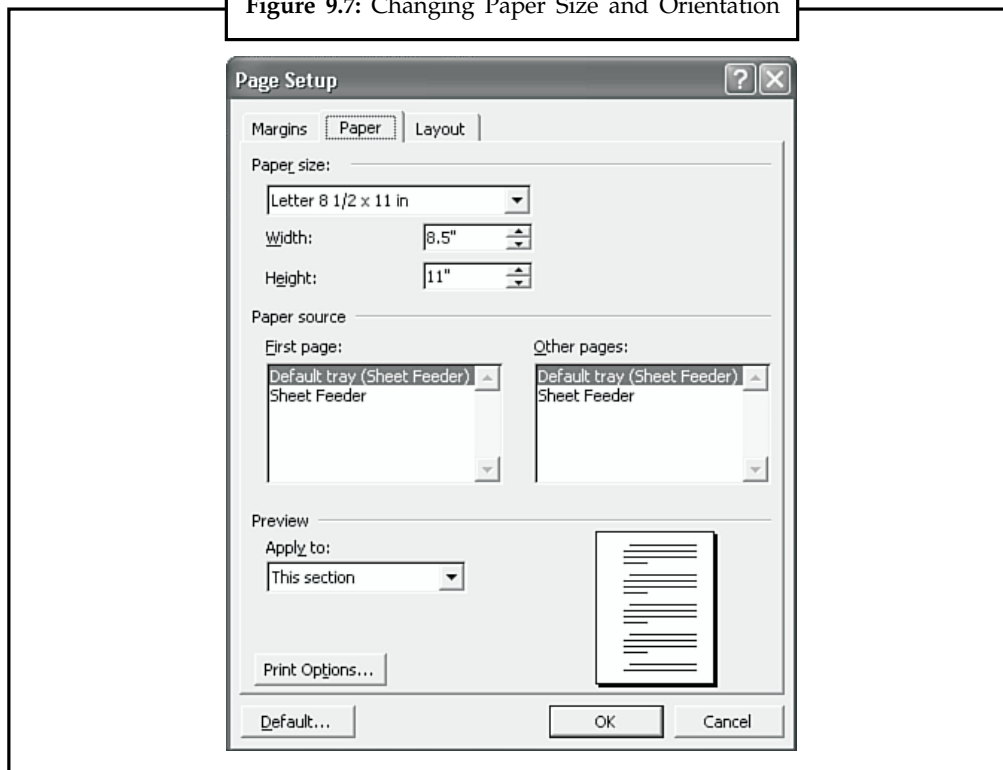 Figure 9.7: Changing Paper Size and Orientation
Page Setup
Margins Paper Layout
Paper size:
Letter 8 1/2 x 11 in
Width: 8.5"
Height: 11"
Paper source
First page: Other pages:
Default tray (Sheet Feeder) Default tray (Sheet Feeder)
Sheet Feeder Sheet Feeder
Preview
Apply to:
This section
Print Options...
Default... OK Cancel